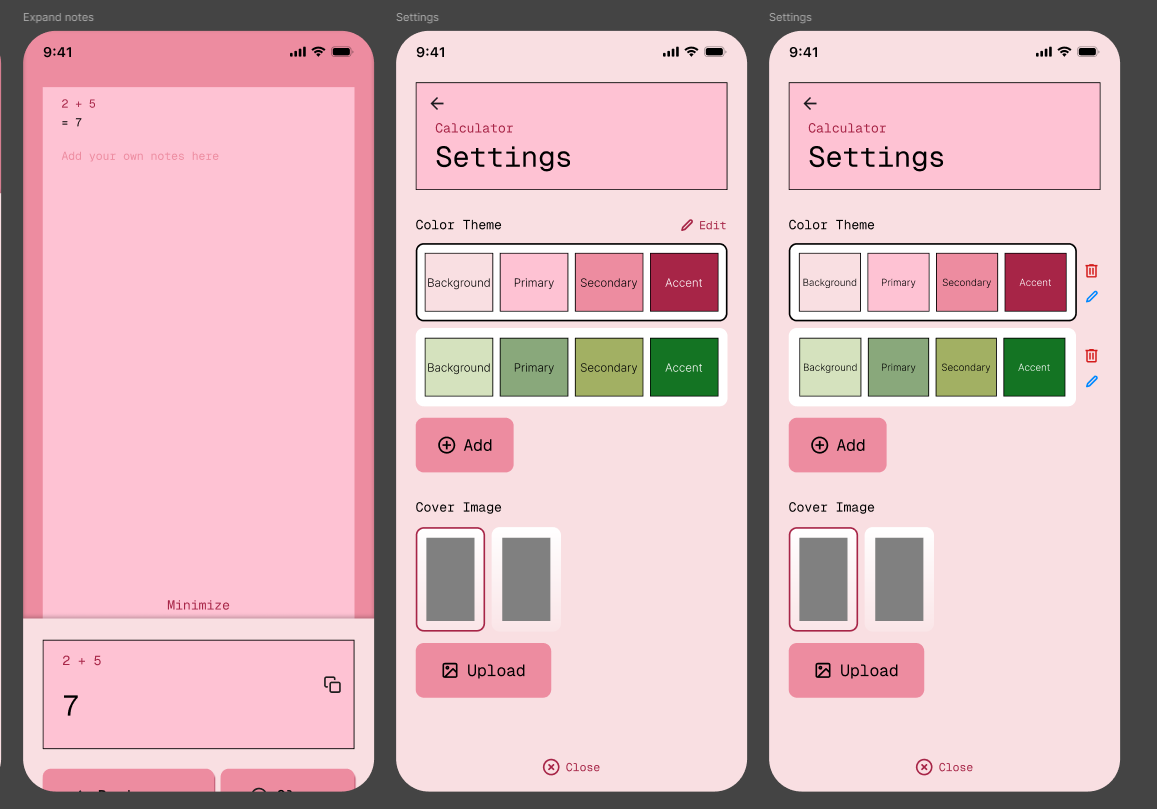 Expand notes
9:41
2 + 5
= 7
Add your own notes here
Minimize
2 + 5
7
Settings
9:41
Calculator
Settings
Color Theme
Edit
Background Primary Secondary Accent
Background Primary Secondary Accent
Add
Cover Image
Upload
Close
Settings
9:41
Calculator
Settings
Color Theme
Background Primary Secondary Accent
Background Primary Secondary Accent
Add
Cover Image
Upload
Close